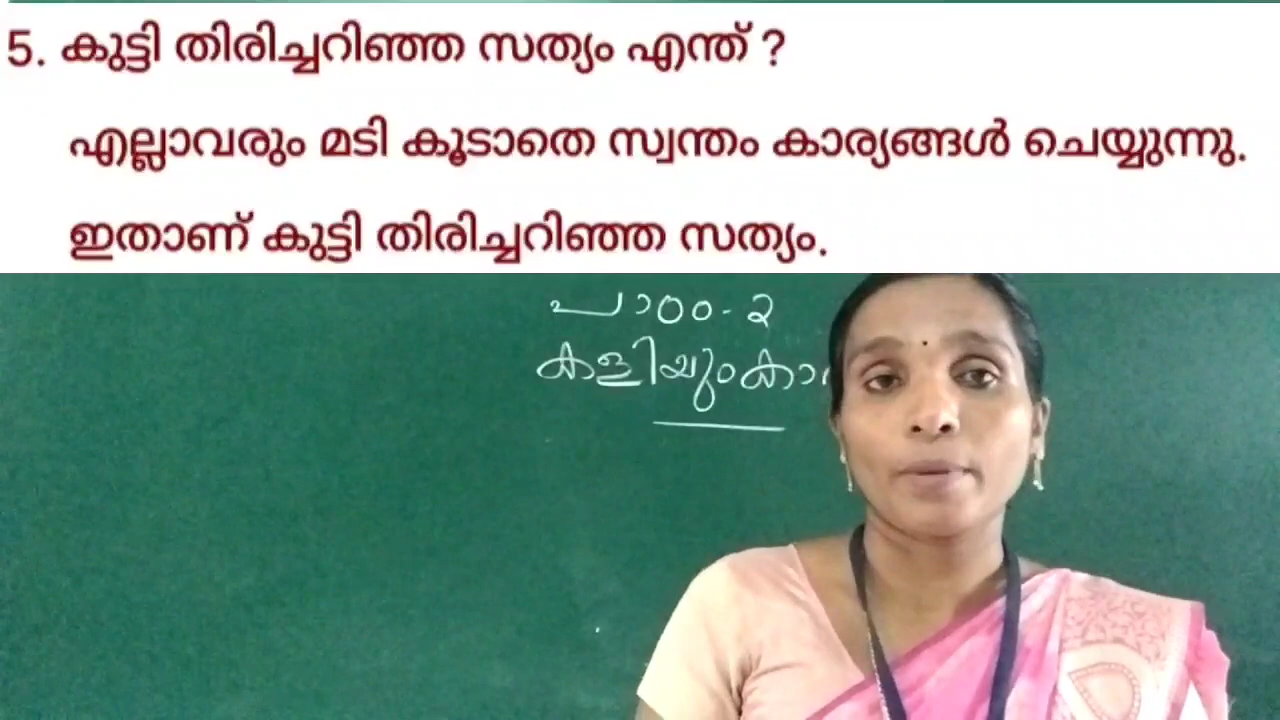 5. കുട്ടി തിരിച്ചറിഞ്ഞ സത്യം എന്ത് ?
എല്ലാവരും മടി കൂടാതെ സ്വന്തം കാര്യങ്ങൾ ചെയ്യുന്നു.
ഇതാണ് കുട്ടി തിരിച്ചറിഞ്ഞ സത്യം.
പാഠം-2